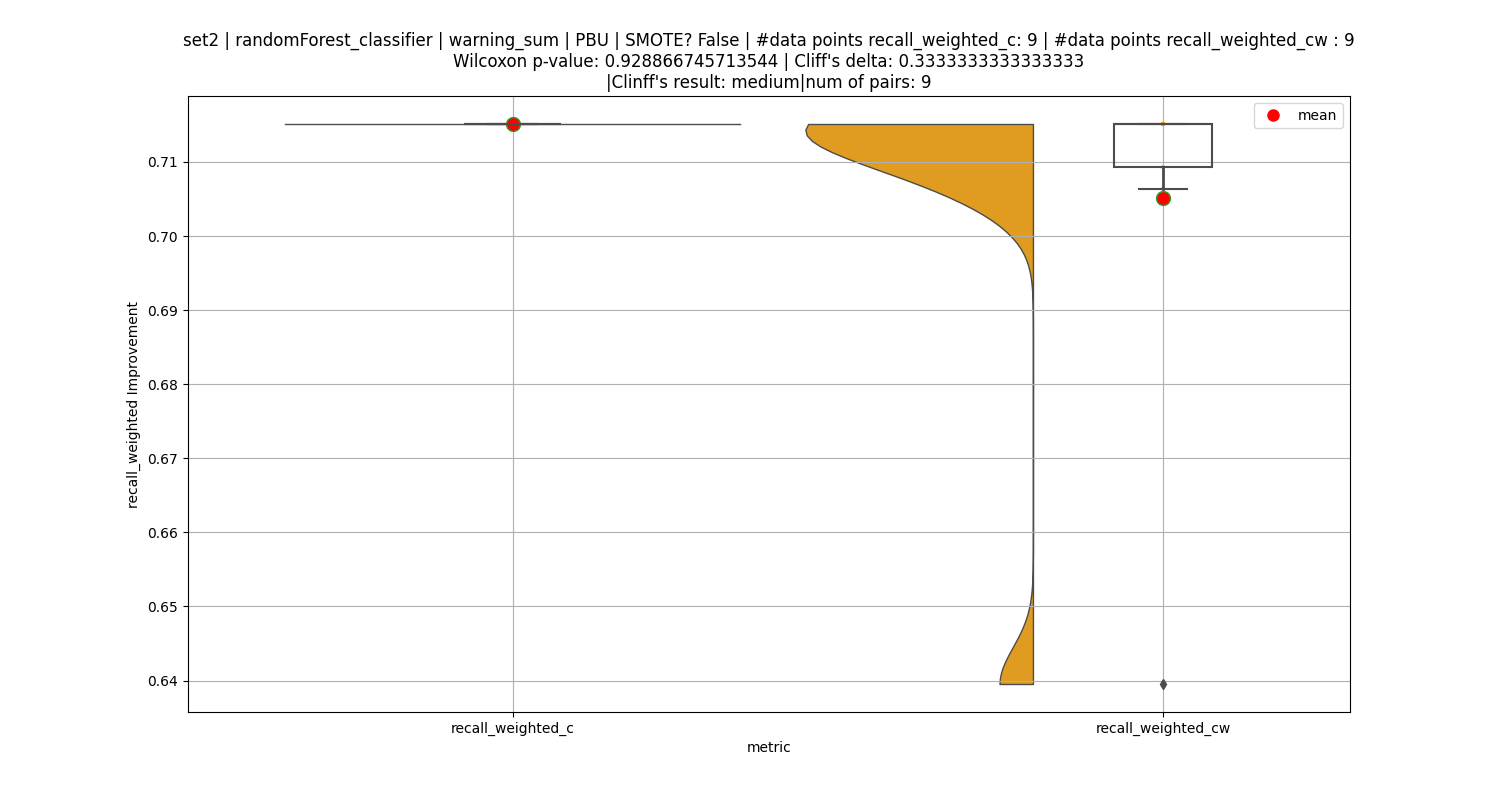 set2 | randomForest_classifier | warning_sum | PBU | SMOTE? False | #data points recall_weighted_c: 9 | #data points recall_weighted_cw : 9
Wilcoxon p-value: 0.928866745713544 | Cliff's delta: 0.3333333333333333
|Clinff's result: medium|num of pairs: 9
mean
0.71
0.70
0.69
0.68
0.67
0.66
0.65
0.64
recall_weighted Improvement
recall_weighted_c
recall_weighted_cw
metric